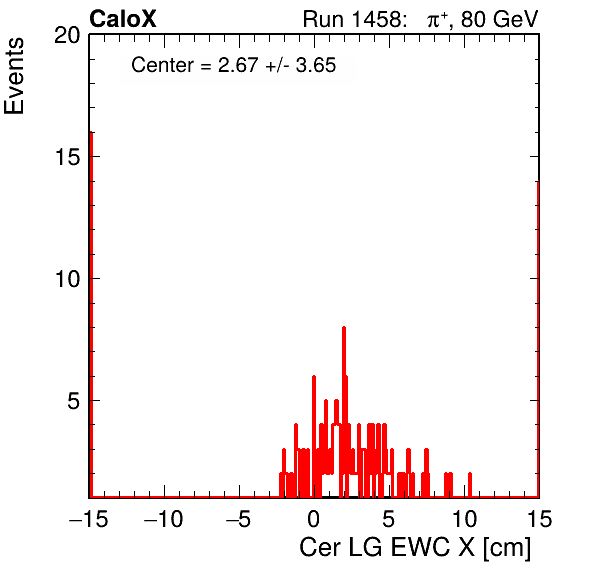 CaloX Run 1458: π⁺, 80 GeV
Events
Center = 2.67 +/- 3.65
20
15
10
5
−15 −10 −5 0 5 10 15
Cer LG EWC X [cm]